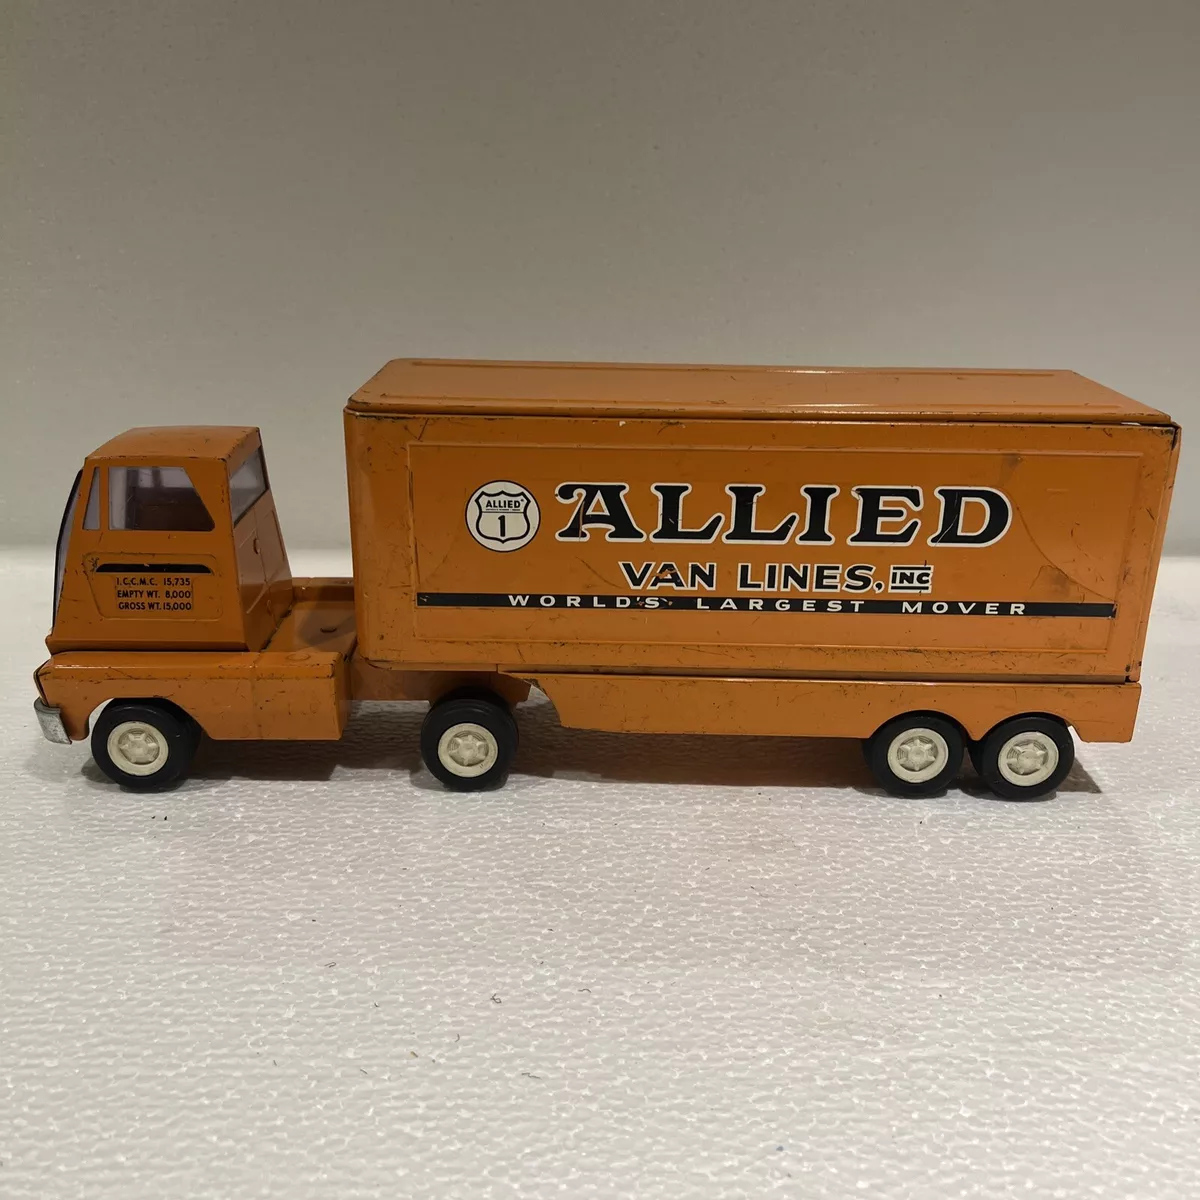 I.C.C.M.C. 15,735
EMPTY WT. 8,000
GROSS WT. 15,000
ALLIED
1
ALLIED
VAN LINES, INC
WORLD'S LARGEST MOVER